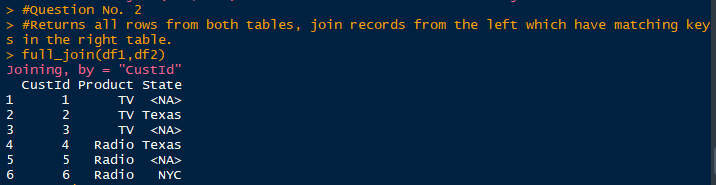 > #Question No. 2
> #Returns all rows from both tables, join records from the left which have matching key
s in the right table.
> full_join(df1,df2)
Joining, by = "CustId"
  CustId Product State
1      1      TV  <NA>
2      2      TV Texas
3      3      TV  <NA>
4      4   Radio Texas
5      5   Radio  <NA>
6      6   Radio   NYC